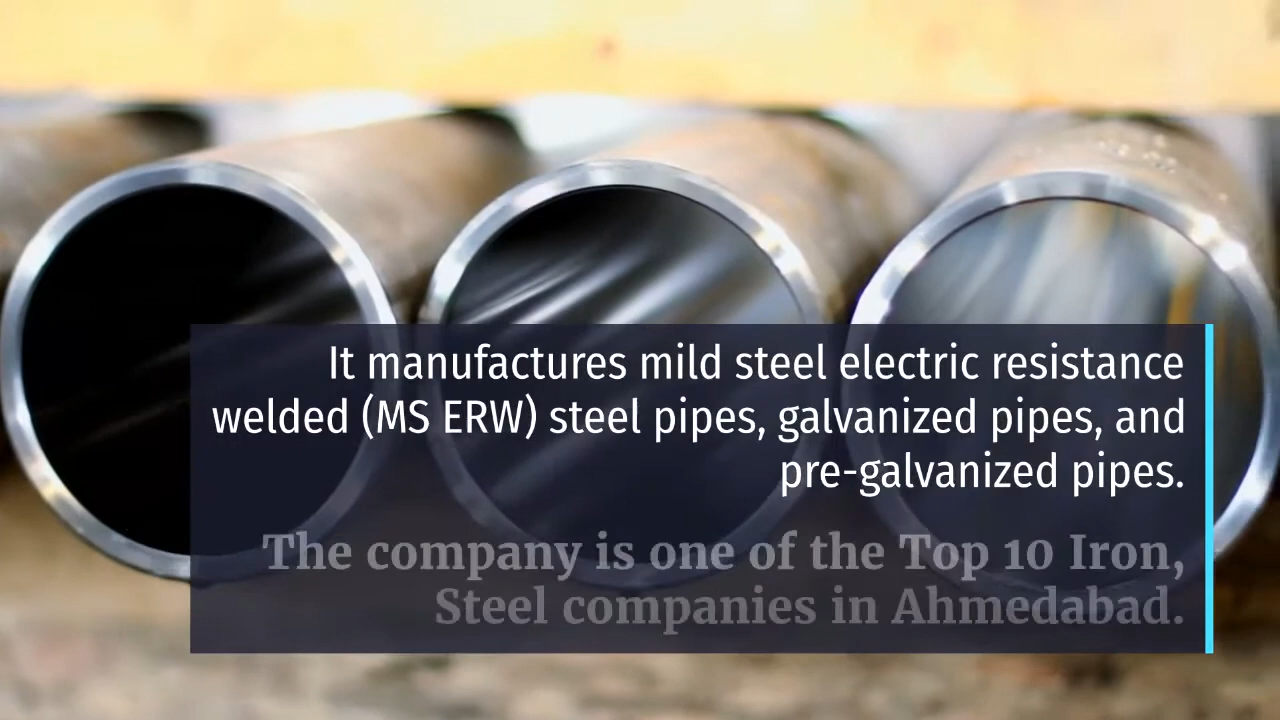 It manufactures mild steel electric resistance
welded (MS ERW) steel pipes, galvanized pipes, and
pre-galvanized pipes.
The company is one of the Top 10 Iron,
Steel companies in Ahmedabad.